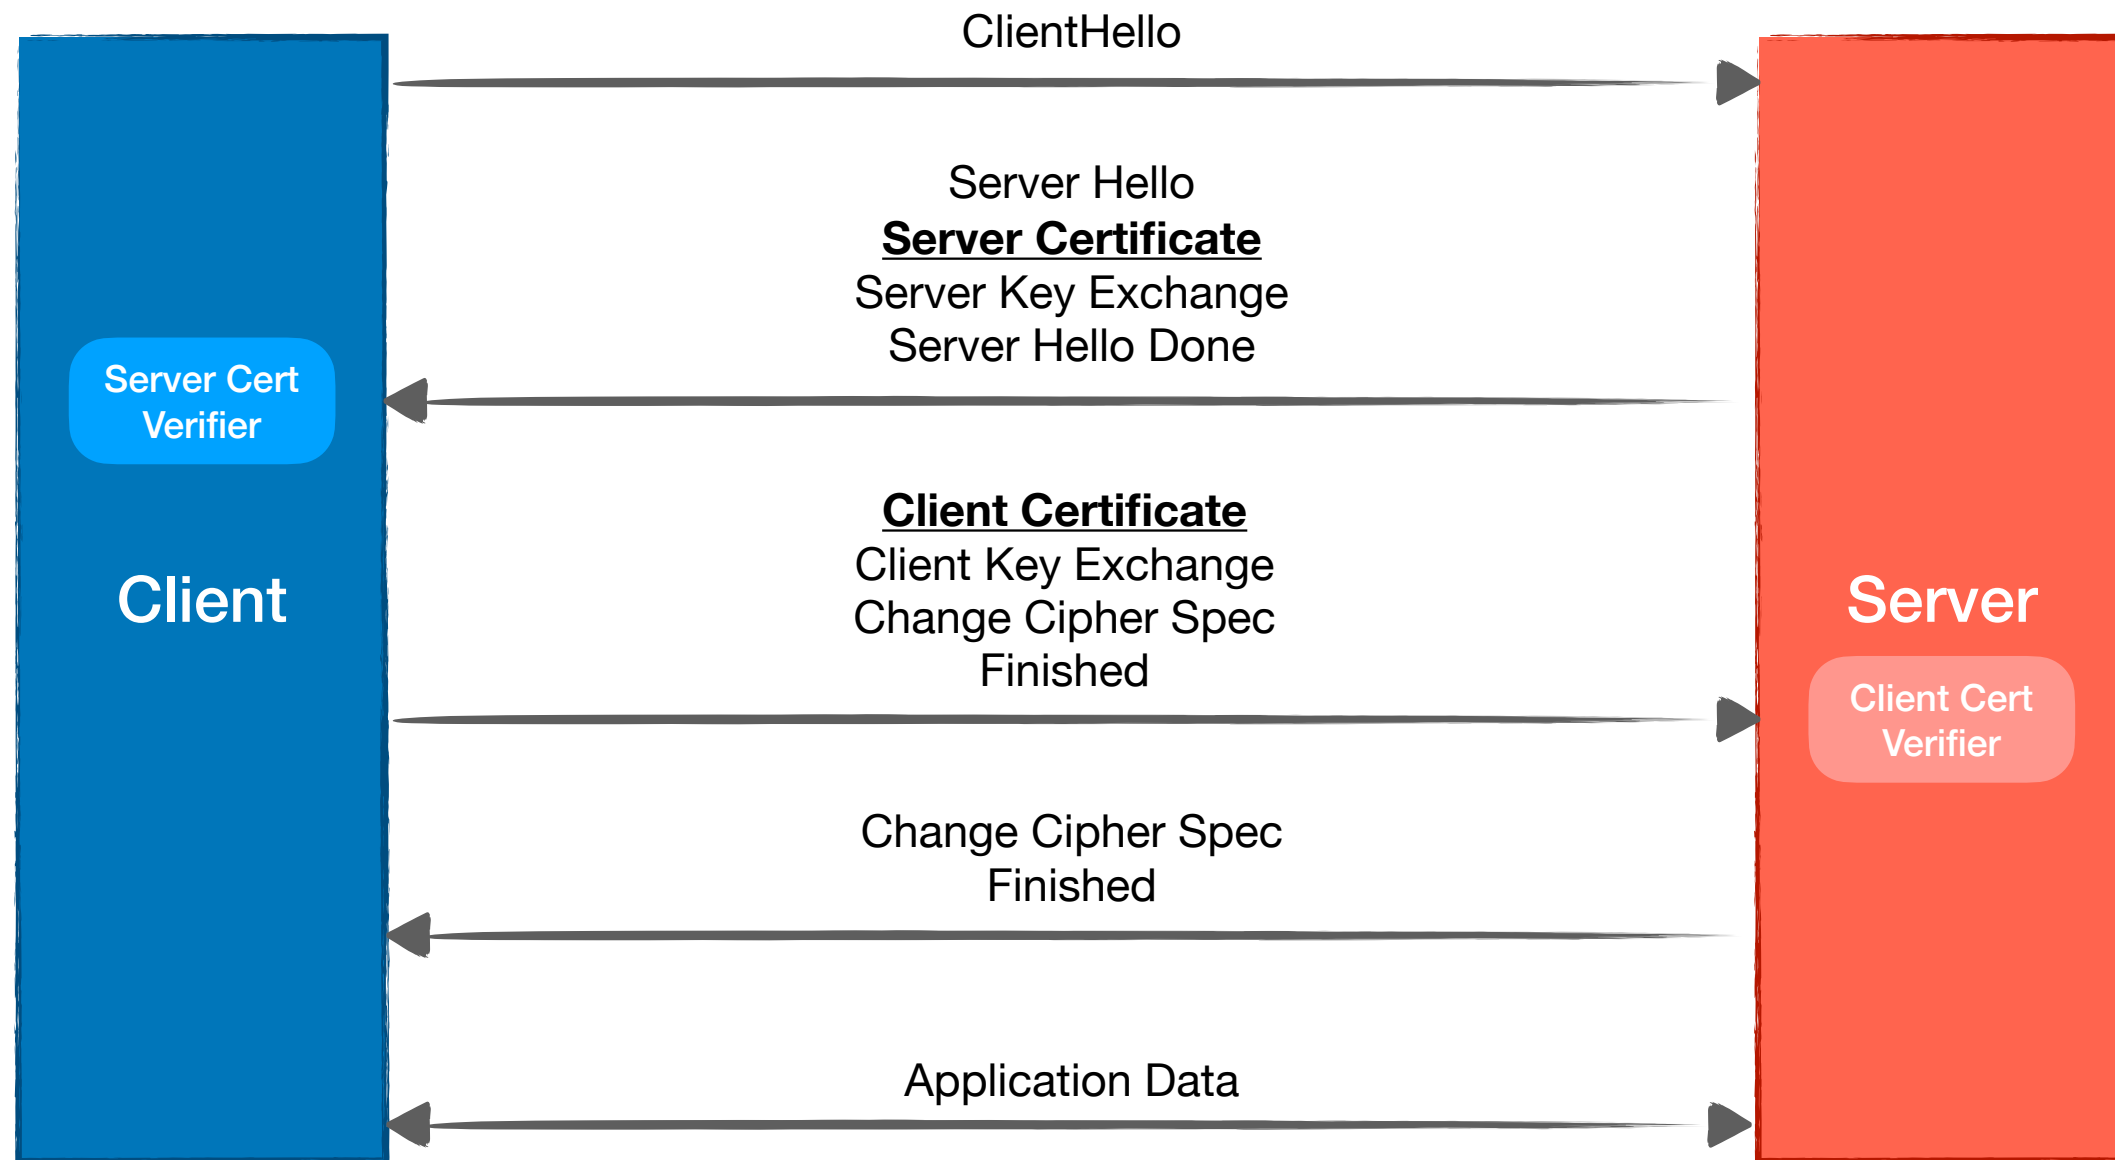 ClientHello
Server Hello
Server Certificate
Server Key Exchange
Server Hello Done
Server Cert
Verifier
Client Certificate
Client Key Exchange
Change Cipher Spec
Finished
Client
Server
Client Cert
Verifier
Change Cipher Spec
Finished
Application Data